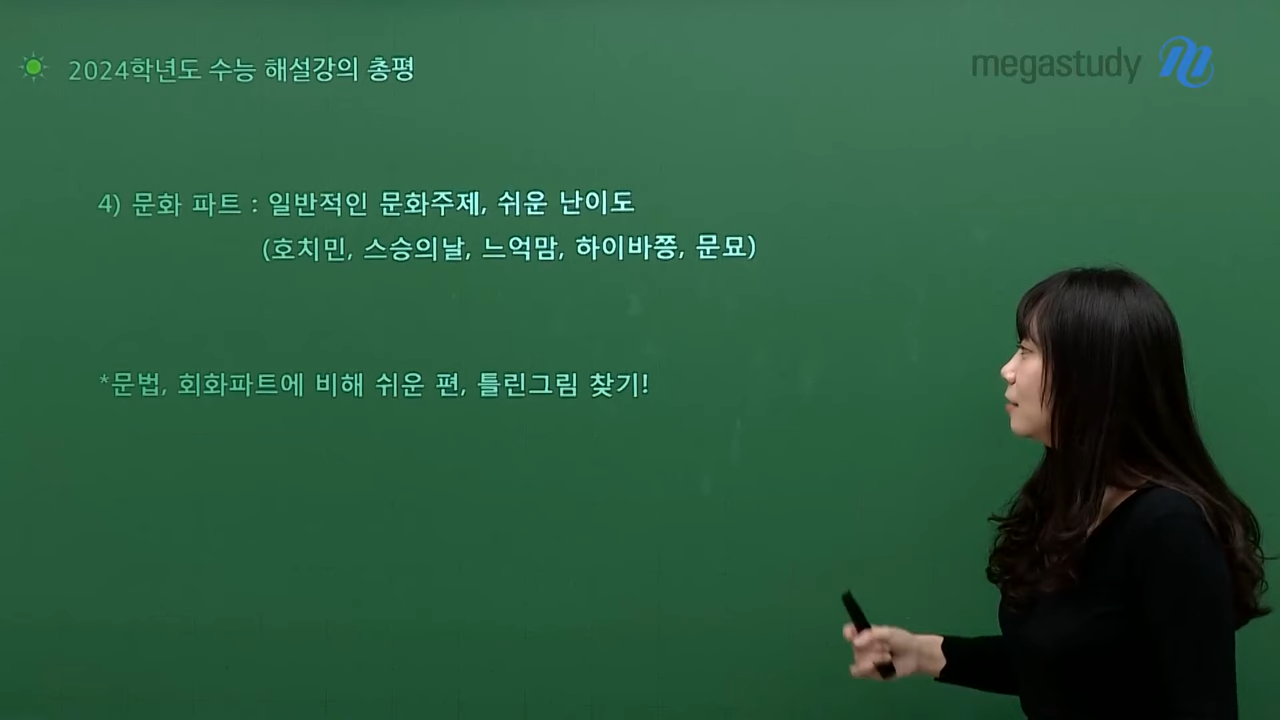 2024학년도 수능 해설강의 총평
megastudy
4) 문화 파트 : 일반적인 문화주제, 쉬운 난이도
(호치민, 스승의날, 느억맘, 하이바쯩, 문묘)
*문법, 회화파트에 비해 쉬운 편, 틀린그림 찾기!